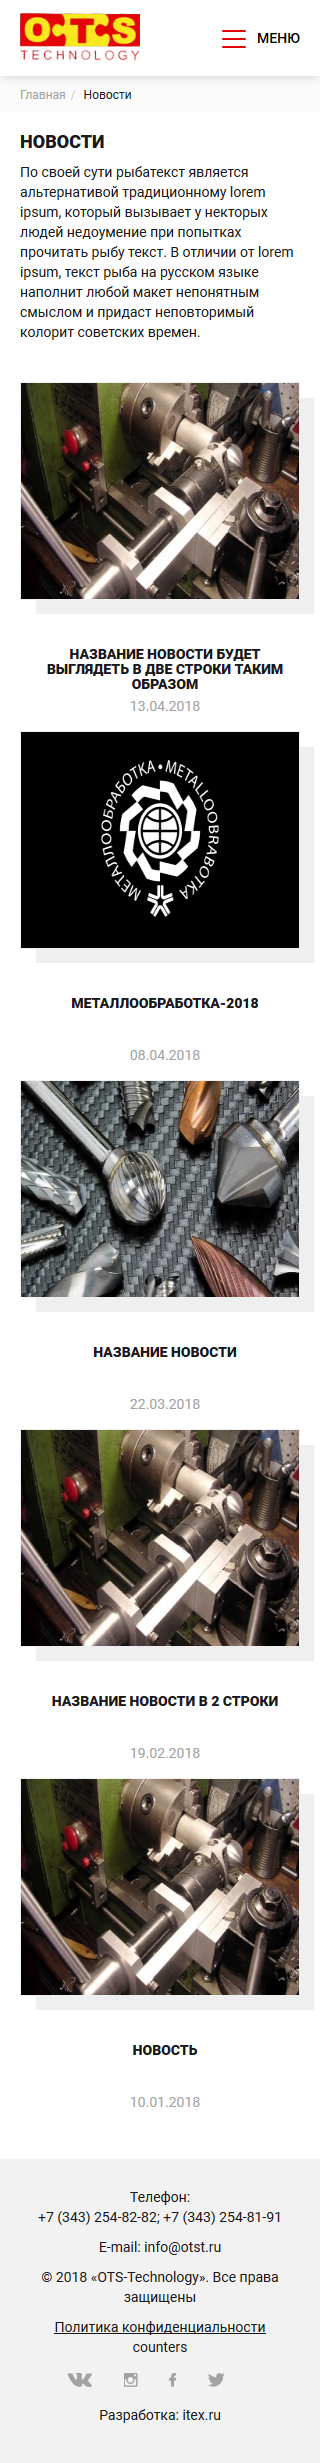 OTS
TECHNOLOGY
МЕНЮ
Главная / Новости
НОВОСТИ
По своей сути рыбатекст является
альтернативой традиционному lorem
ipsum, который вызывает у некторых
людей недоумение при попытках
прочитать рыбу текст. В отличии от lorem
ipsum, текст рыба на русском языке
наполнит любой макет непонятным
смыслом и придаст неповторимый
колорит советских времен.
НАЗВАНИЕ НОВОСТИ БУДЕТ
ВЫГЛЯДЕТЬ В ДВЕ СТРОКИ ТАКИМ
ОБРАЗОМ
13.04.2018
МЕТАЛЛООБРАБОТКА • METALLOOBRABOTKA
МЕТАЛЛООБРАБОТКА-2018
08.04.2018
НАЗВАНИЕ НОВОСТИ
22.03.2018
НАЗВАНИЕ НОВОСТИ В 2 СТРОКИ
19.02.2018
НОВОСТЬ
10.01.2018
Телефон:
+7 (343) 254-82-82; +7 (343) 254-81-91
E-mail: info@otst.ru
© 2018 «OTS-Technology». Все права
защищены
Политика конфиденциальности
counters
Разработка: itex.ru